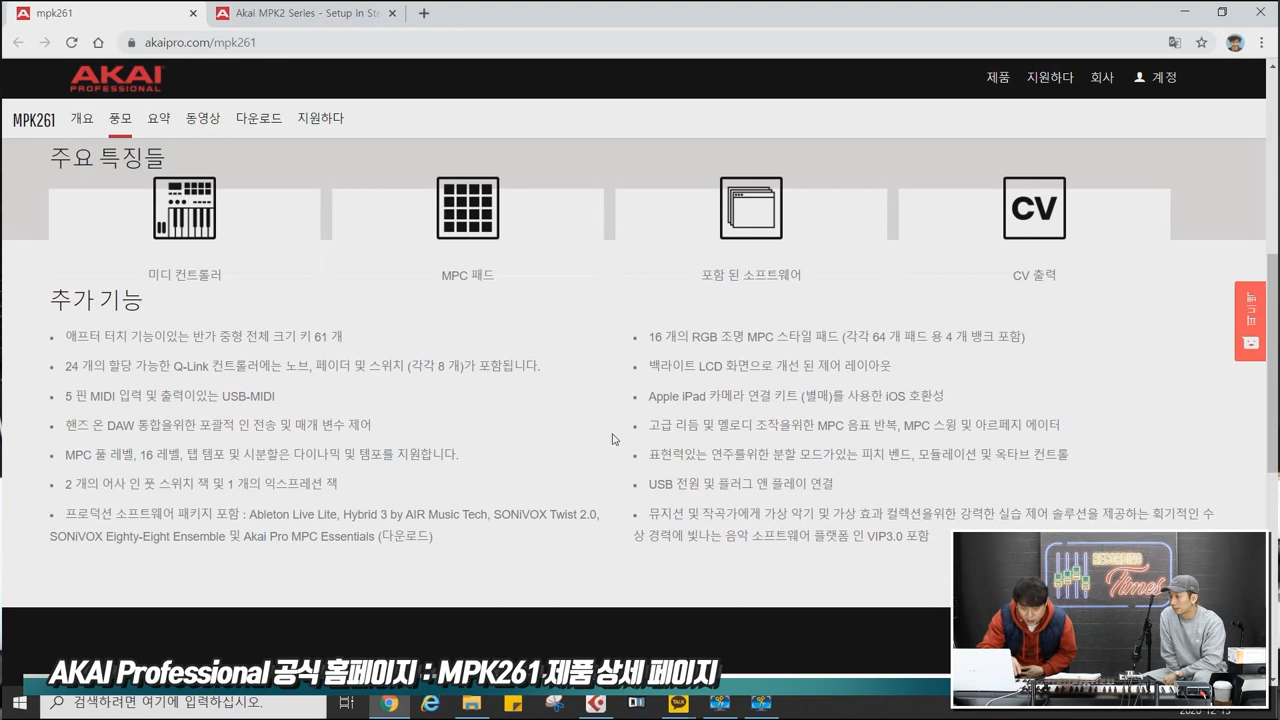 mpk261
Akai MPK2 Series - Setup in Ste
akaipro.com/mpk261
AKAI
PROFESSIONAL
제품 지원하다 회사 계정
MPK261 개요 풍모 요약 동영상 다운로드 지원하다
주요 특징들
CV
미디 컨트롤러
MPC 패드
포함 된 소프트웨어
CV 출력
추가 기능
애프터 터치 기능이있는 반가 중형 전체 크기 키 61 개
24 개의 할당 가능한 Q-Link 컨트롤러에는 노브, 페이더 및 스위치 (각각 8 개)가 포함됩니다.
5 핀 MIDI 입력 및 출력이있는 USB-MIDI
핸즈 온 DAW 통합을위한 포괄적 인 전송 및 매개 변수 제어
MPC 풀 레벨, 16 레벨, 탭 템포 및 시분할은 다이나믹 및 템포를 지원합니다.
2 개의 어사 인 풋 스위치 잭 및 1 개의 익스프레션 잭
프로덕션 소프트웨어 패키지 포함 : Ableton Live Lite, Hybrid 3 by AIR Music Tech, SONiVOX Twist 2.0,
SONiVOX Eighty-Eight Ensemble 및 Akai Pro MPC Essentials (다운로드)
16 개의 RGB 조명 MPC 스타일 패드 (각각 64 개 패드 용 4 개 뱅크 포함)
백라이트 LCD 화면으로 개선 된 제어 레이아웃
Apple iPad 카메라 연결 키트 (별매)를 사용한 iOS 호환성
고급 리듬 및 멜로디 조작을위한 MPC 음표 반복, MPC 스윙 및 아르페지 에이터
표현력있는 연주를위한 분할 모드가있는 피치 벤드, 모듈레이션 및 옥타브 컨트롤
USB 전원 및 플러그 앤 플레이 연결
뮤지션 및 작곡가에게 가상 악기 및 가상 효과 컬렉션을위한 강력한 실습 제어 솔루션을 제공하는 획기적인 수
상 경력에 빛나는 음악 소프트웨어 플랫폼 인 VIP3.0 포함
RECORDING
Times
AKAI Professional 공식 홈페이지 : MPK261 제품 상세 페이지
검색하려면 여기에 입력하십시오.
TALK